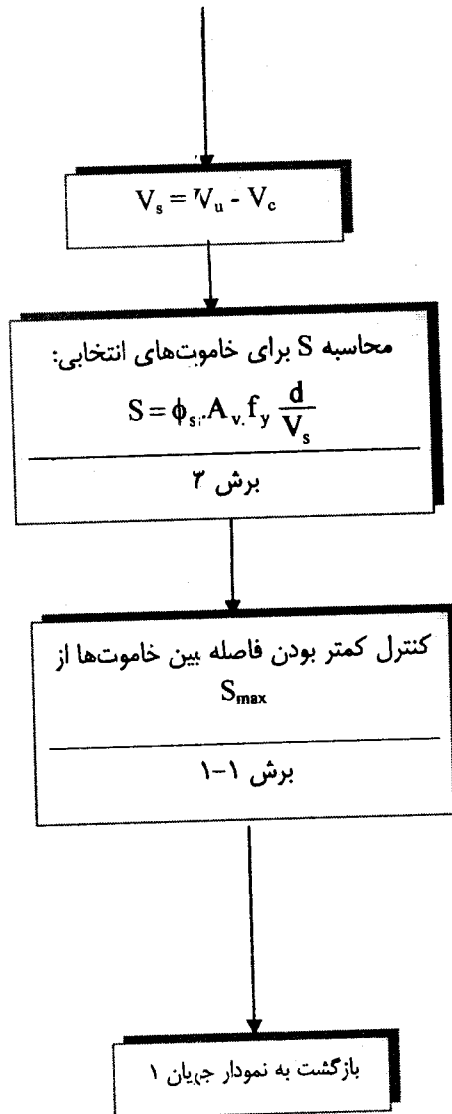 V_s = V_u - V_c
محاسبه S برای خاموت‌های انتخابی:
S = ϕ_s . A_v . f_y d/V_s
برش ۳
کنترل کمتر بودن فاصله بین خاموت‌ها از
S_max
برش ۱-۱
بازگشت به نمودار جریان ۱